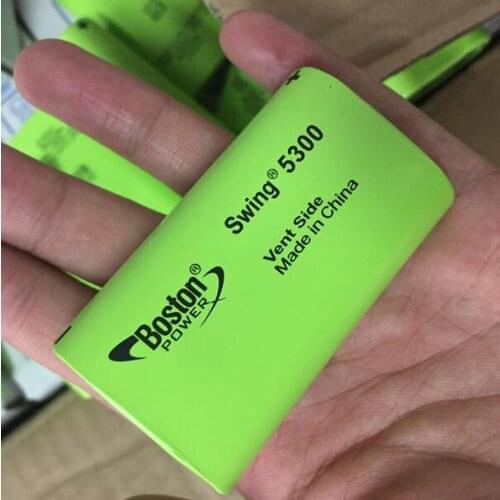 Boston®
POWER
Swing® 5300
Vent Side
Made in China
+